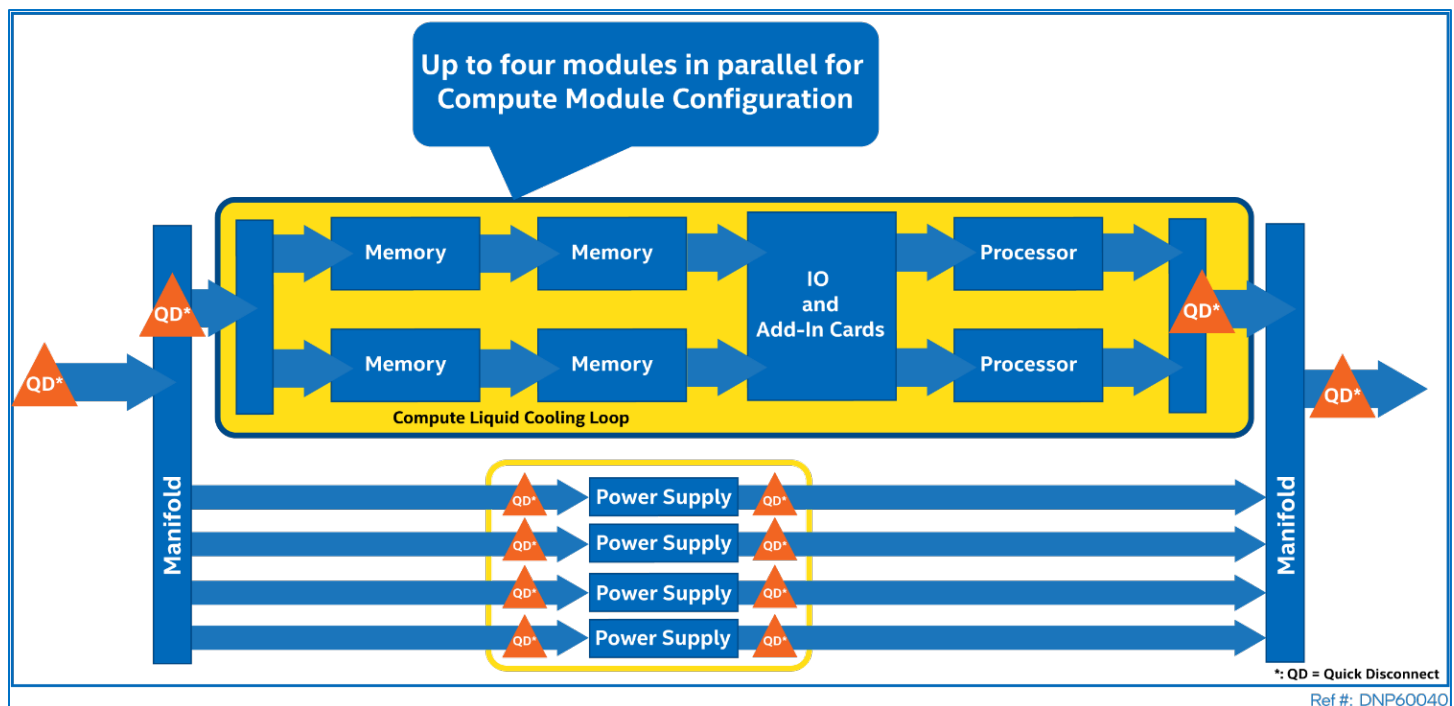 Up to four modules in parallel for
Compute Module Configuration
Memory
Memory
IO
and
Add-In Cards
Processor
QD*
QD*
QD*
Memory
Memory
Processor
QD*
Compute Liquid Cooling Loop
Manifold
QD*
Power Supply
QD*
QD*
Power Supply
QD*
QD*
Power Supply
QD*
QD*
Power Supply
QD*
Manifold
*: QD = Quick Disconnect
Ref #: DNP60040